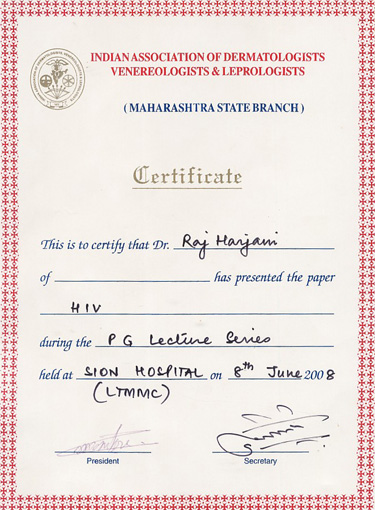 INDIAN ASSOCIATION OF DERMATOLOGISTS
VENEREOLOGISTS & LEPROLOGISTS
( MAHARASHTRA STATE BRANCH )
Certificate
This is to certify that Dr. Raj Harjani
of has presented the paper
HIV
during the PG Lecture Series
held at SION HOSPITAL on 8th June 2008
(LTMMC)
President Secretary